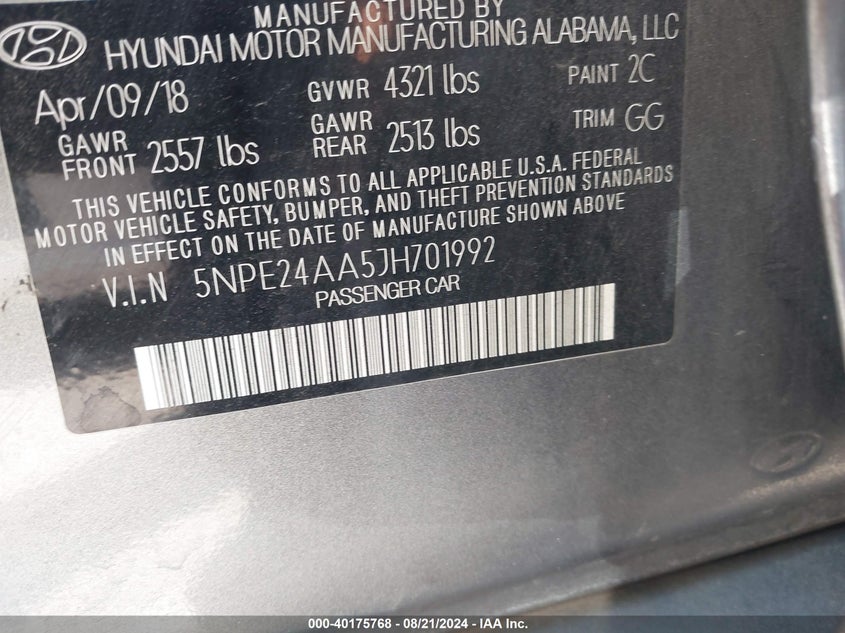 MANUFACTURED BY
HYUNDAI MOTOR MANUFACTURING ALABAMA, LLC
Apr/09/18 GVWR 4321 lbs PAINT 2C
GAWR FRONT 2557 lbs GAWR REAR 2513 lbs TRIM GG
THIS VEHICLE CONFORMS TO ALL APPLICABLE U.S.A. FEDERAL
MOTOR VEHICLE SAFETY, BUMPER, AND THEFT PREVENTION STANDARDS
IN EFFECT ON THE DATE OF MANUFACTURE SHOWN ABOVE
V.I.N 5NPE24AA5JH701992
PASSENGER CAR
000-40175768 - 08/21/2024 - IAA Inc.